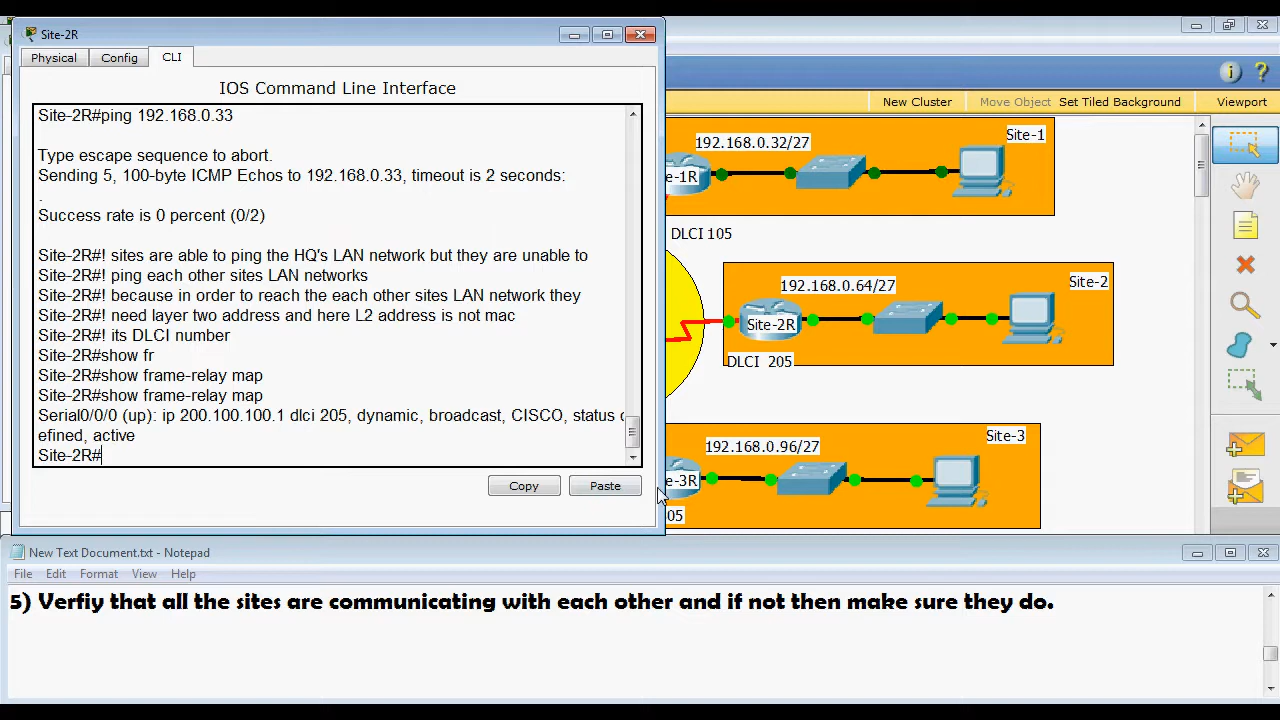 Site-2R
Physical
Config
CLI
IOS Command Line Interface
Site-2R#ping 192.168.0.33
Type escape sequence to abort.
Sending 5, 100-byte ICMP Echos to 192.168.0.33, timeout is 2 seconds:
.
Success rate is 0 percent (0/2)
Site-2R#! sites are able to ping the HQ's LAN network but they are unable to
Site-2R#! ping each other sites LAN networks
Site-2R#! because in order to reach the each other sites LAN network they
Site-2R#! need layer two address and here L2 address is not mac
Site-2R#! its DLCI number
Site-2R#show fr
Site-2R#show frame-relay map
Site-2R#show frame-relay map
Serial0/0/0 (up): ip 200.100.100.1 dlci 205, dynamic, broadcast, CISCO, status
efined, active
Site-2R#
Copy
Paste
New Cluster
Move Object
Set Tiled Background
Viewport
192.168.0.32/27
Site-1
e-1R
DLCI 105
192.168.0.64/27
Site-2
Site-2R
DLCI 205
192.168.0.96/27
Site-3
e-3R
05
New Text Document.txt - Notepad
File Edit Format View Help
5) Verfiy that all the sites are communicating with each other and if not then make sure they do.